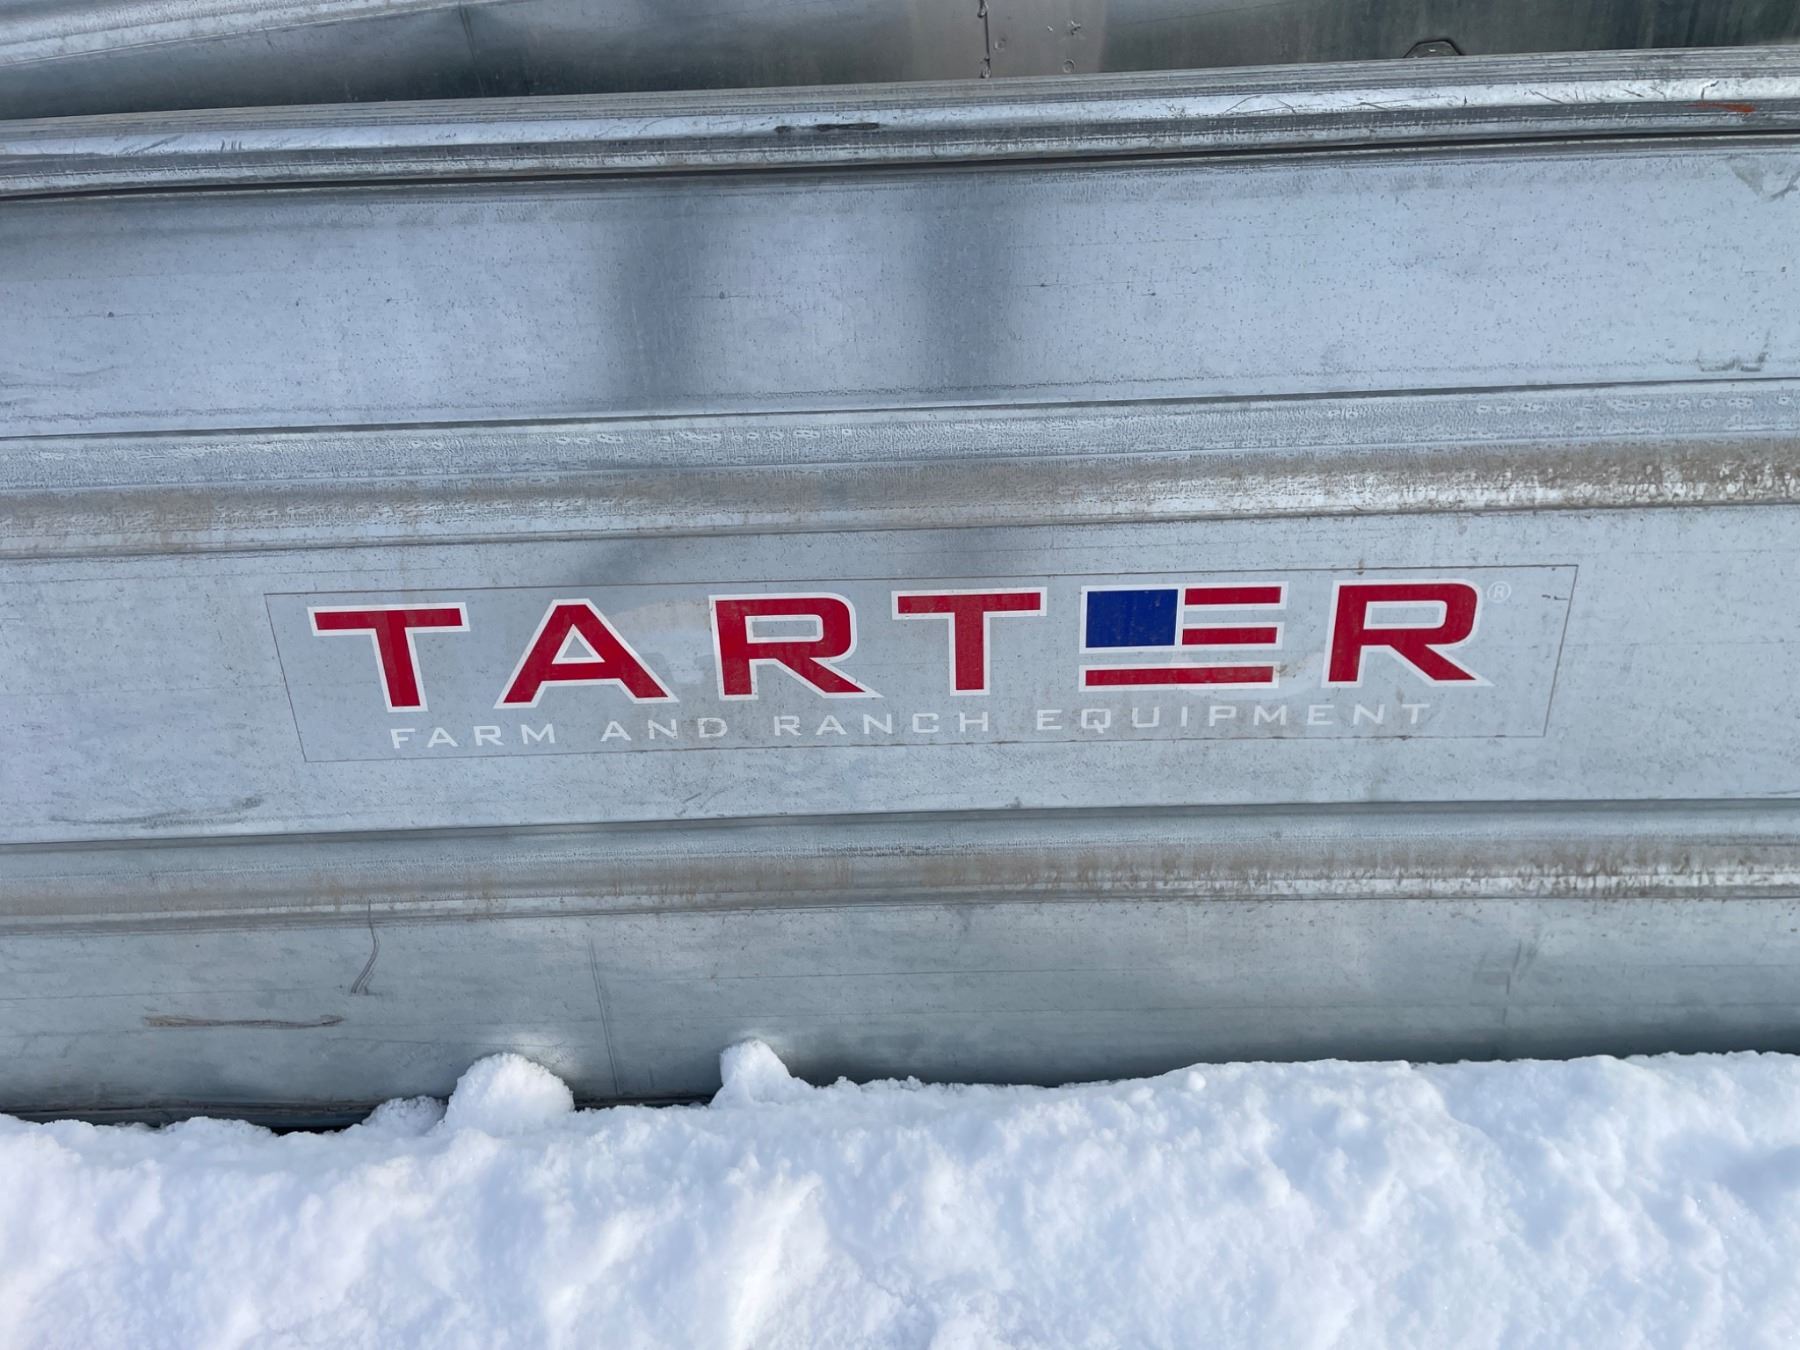 TARTER®
FARM AND RANCH EQUIPMENT